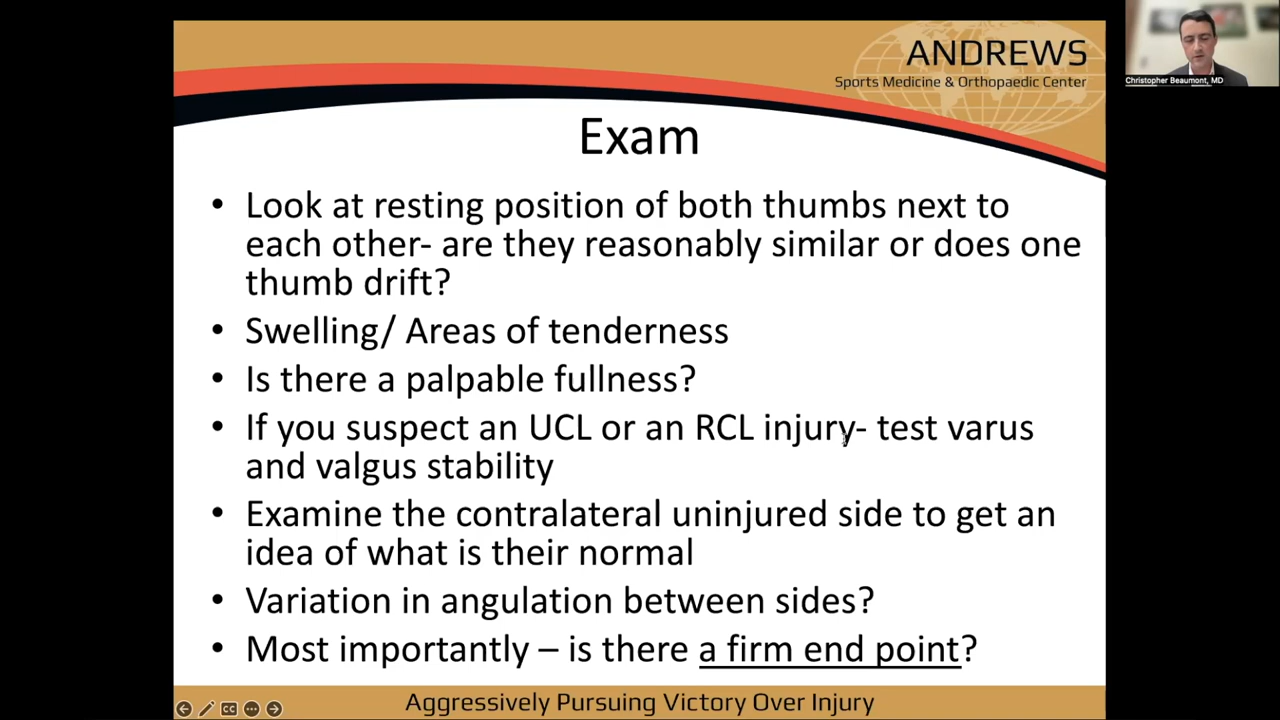 ANDREWS
Sports Medicine & Orthopaedic Center
Christopher Beaumont, MD
Exam
• Look at resting position of both thumbs next to
each other- are they reasonably similar or does one
thumb drift?
• Swelling/ Areas of tenderness
• Is there a palpable fullness?
• If you suspect an UCL or an RCL injury- test varus
and valgus stability
• Examine the contralateral uninjured side to get an
idea of what is their normal
• Variation in angulation between sides?
• Most importantly – is there a firm end point?
Aggressively Pursuing Victory Over Injury
CC